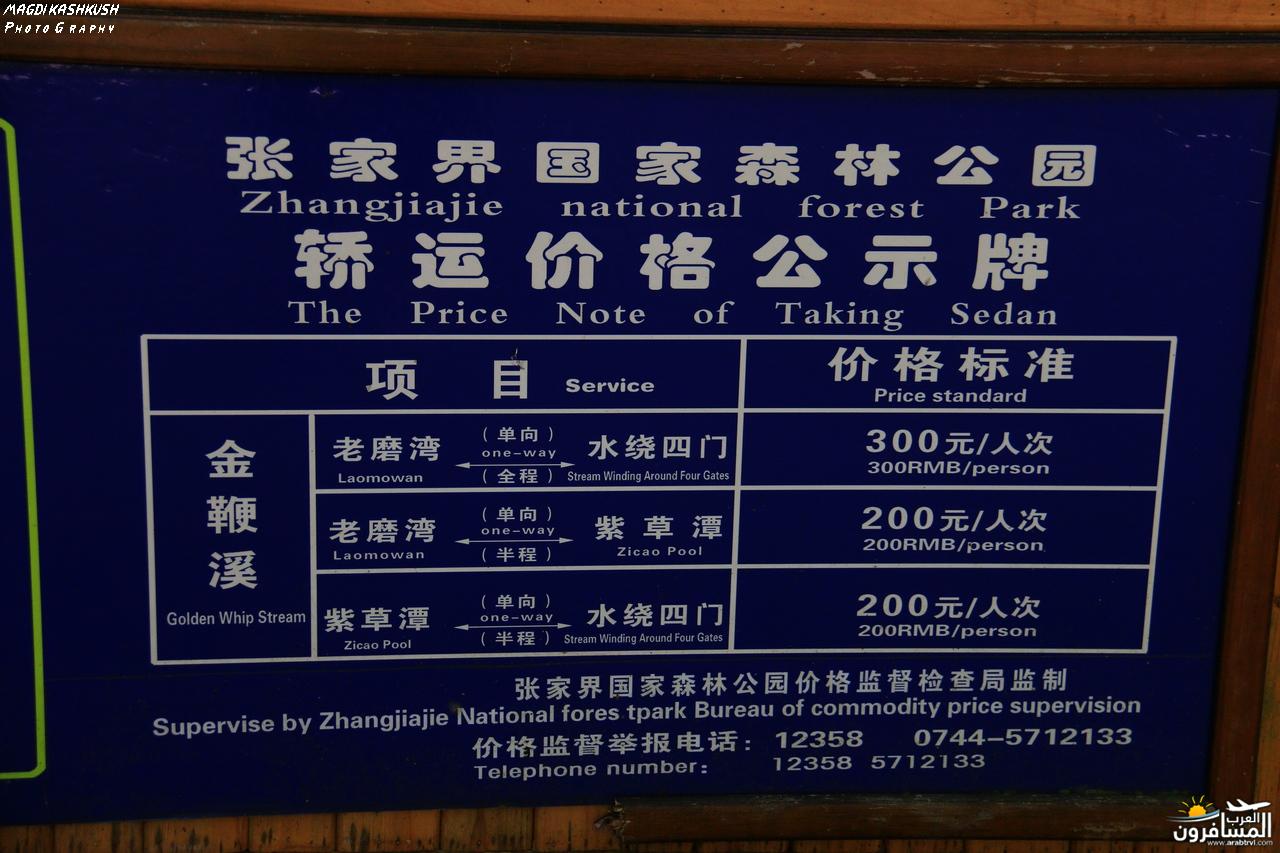 MAGDI KASHKUSH
PHOTOGRAPHY
张家界国家森林公园
Zhangjiajie national forest Park
轿运价格公示牌
The Price Note of Taking Sedan
项目 Service
价格标准
Price standard
金鞭溪
Golden Whip Stream
老磨湾 (单向) 水绕四门
one-way
Laomowan (全程) Stream Winding Around Four Gates
300元/人次
300RMB/person
老磨湾 (单向) 紫草潭
one-way
Laomowan (半程) Zicao Pool
200元/人次
200RMB/person
紫草潭 (单向) 水绕四门
one-way
Zicao Pool (半程) Stream Winding Around Four Gates
200元/人次
200RMB/person
张家界国家森林公园价格监督检查局监制
Supervise by Zhangjiajie National fores tpark Bureau of commodity price supervision
价格监督举报电话: 12358 0744-5712133
Telephone number: 12358 5712133
العرب
المسافرون
www.arabtrvl.com